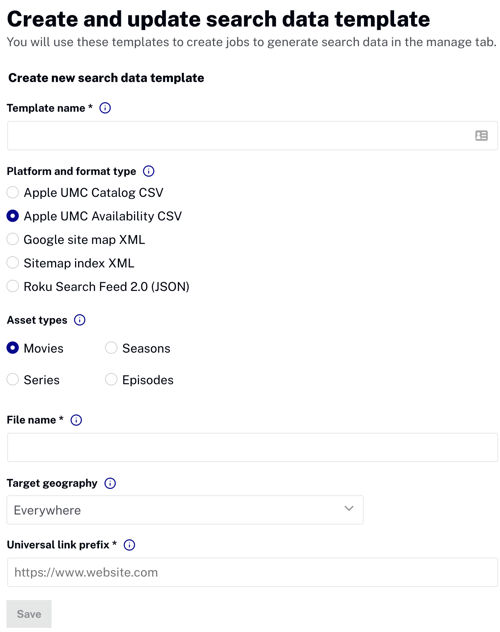 Create and update search data template
You will use these templates to create jobs to generate search data in the manage tab.
Create new search data template
Template name *
Platform and format type
Apple UMC Catalog CSV
Apple UMC Availability CSV
Google site map XML
Sitemap index XML
Roku Search Feed 2.0 (JSON)
Asset types
Movies Seasons
Series Episodes
File name *
Target geography
Everywhere
Universal link prefix *
https://www.website.com
Save